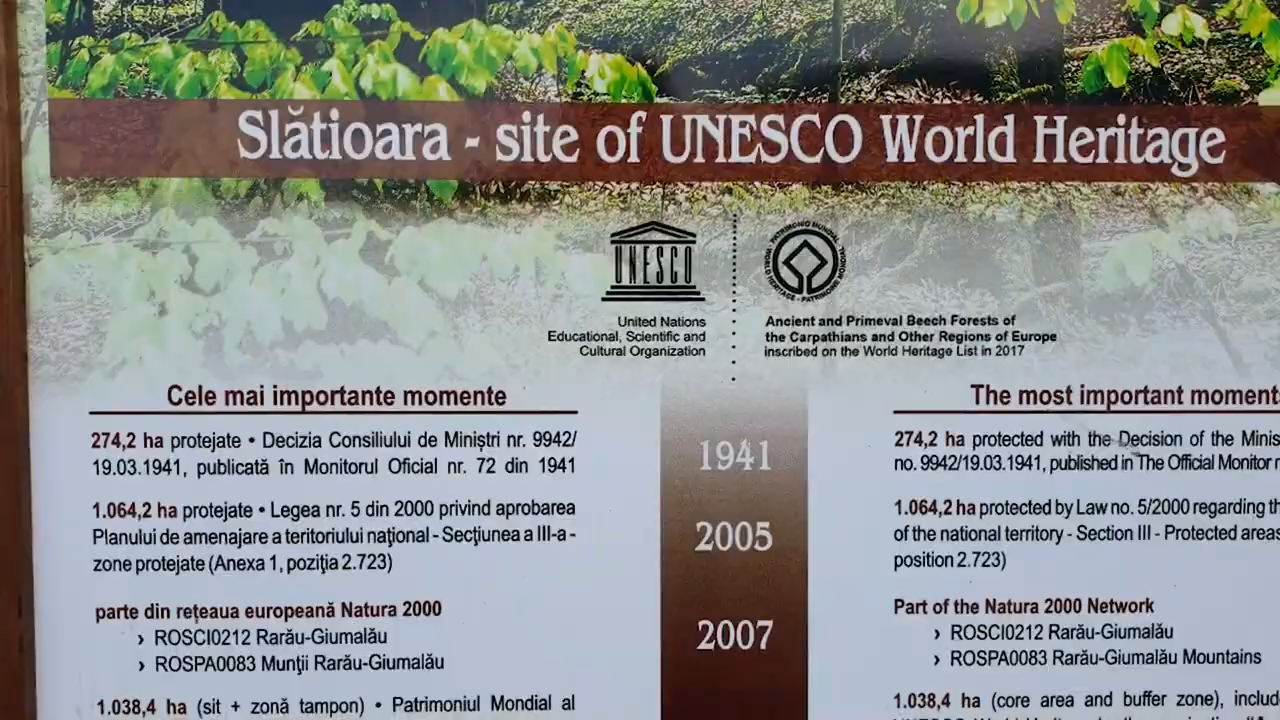 Slătioara - site of UNESCO World Heritage
UNESCO
United Nations
Educational, Scientific and
Cultural Organization
Ancient and Primeval Beech Forests of
the Carpathians and Other Regions of Europe
inscribed on the World Heritage List in 2017
Cele mai importante momente
274,2 ha protejate • Decizia Consiliului de Miniștri nr. 9942/
19.03.1941, publicată în Monitorul Oficial nr. 72 din 1941
1.064,2 ha protejate • Legea nr. 5 din 2000 privind aprobarea
Planului de amenajare a teritoriului naţional - Secţiunea a III-a -
zone protejate (Anexa 1, poziţia 2.723)
parte din rețeaua europeană Natura 2000
› ROSCI0212 Rarău-Giumalău
› ROSPA0083 Munţii Rarău-Giumalău
1.038,4 ha (sit + zonă tampon) • Patrimoniul Mondial al
1941
2005
2007
The most important moment
274,2 ha protected with the Decision of the Minis
no. 9942/19.03.1941, published in The Official Monitor
1.064,2 ha protected by Law no. 5/2000 regarding
of the national territory - Section III - Protected areas
position 2.723)
Part of the Natura 2000 Network
› ROSCI0212 Rarău-Giumalău
› ROSPA0083 Rarău-Giumalău Mountains
1.038,4 ha (core area and buffer zone), includ